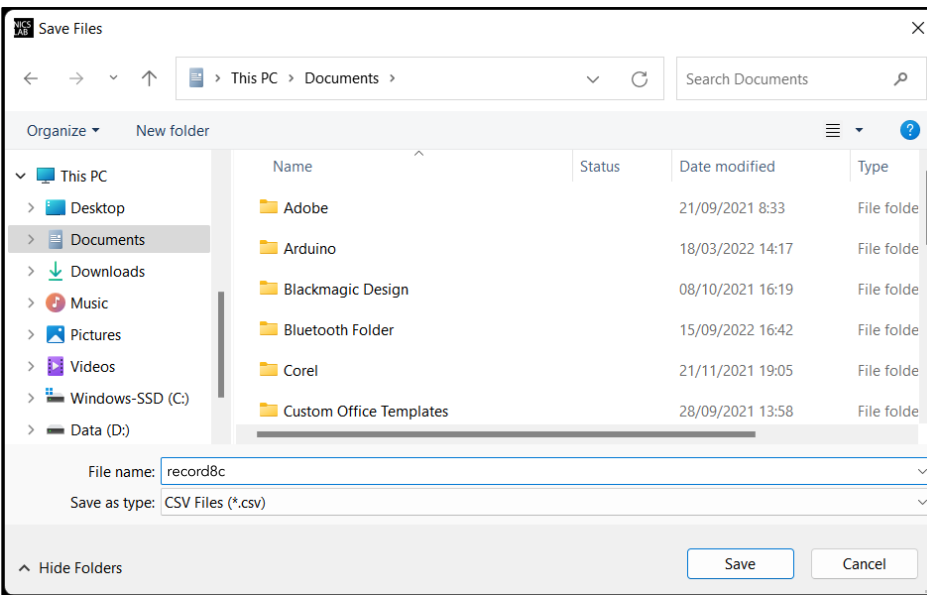 NICS LAB Save Files
This PC > Documents >
Search Documents
Organize New folder ?
Name Status Date modified Type
This PC
Desktop
Documents
Downloads
Music
Pictures
Videos
Windows-SSD (C:)
Data (D:)
Adobe 21/09/2021 8:33 File folde
Arduino 18/03/2022 14:17 File folde
Blackmagic Design 08/10/2021 16:19 File folde
Bluetooth Folder 15/09/2022 16:42 File folde
Corel 21/11/2021 19:05 File folde
Custom Office Templates 28/09/2021 13:58 File folde
File name: record8c
Save as type: CSV Files (*.csv)
Hide Folders Save Cancel